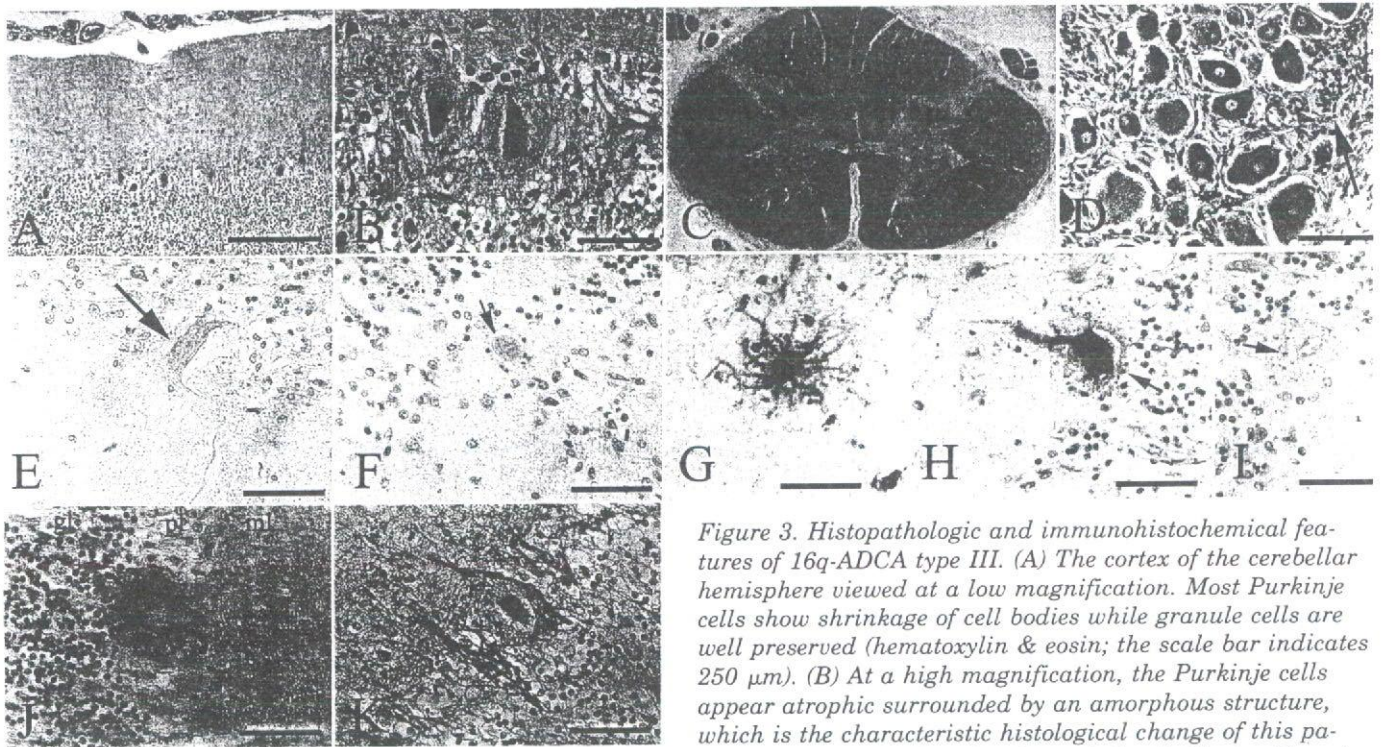 A
B
C
D
E
F
G
H
I
gl
pl
ml
J
K
Figure 3. Histopathologic and immunohistochemical fea-
tures of 16q-ADCA type III. (A) The cortex of the cerebellar
hemisphere viewed at a low magnification. Most Purkinje
cells show shrinkage of cell bodies while granule cells are
well preserved (hematoxylin & eosin; the scale bar indicates
250 μm). (B) At a high magnification, the Purkinje cells
appear atrophic surrounded by an amorphous structure,
which is the characteristic histological change of this pa-